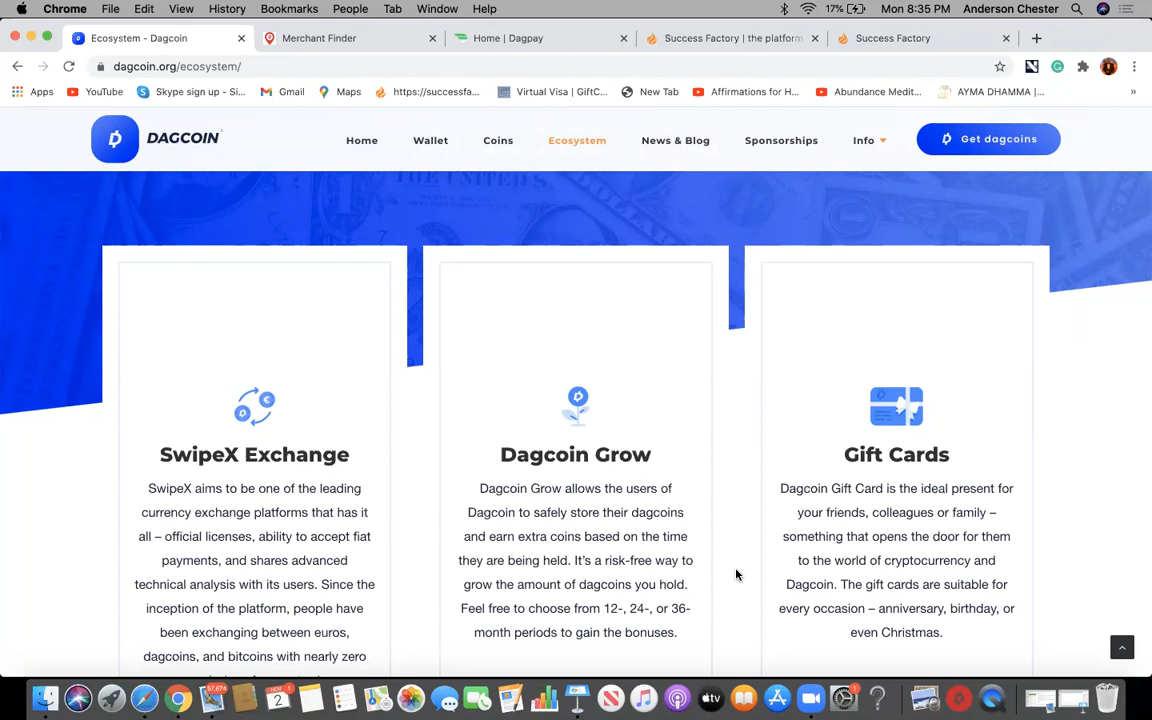 Chrome File Edit View History Bookmarks People Tab Window Help 17% Mon 8:35 PM Anderson Chester
Ecosystem - Dagcoin Merchant Finder Home | Dagpay Success Factory | the platform Success Factory
dagcoin.org/ecosystem/
Apps YouTube Skype sign up - Si... Gmail Maps https://successfa... Virtual Visa | GiftC... New Tab Affirmations for H... Abundance Medit... AYMA DHAMMA |...
DAGCOIN Home Wallet Coins Ecosystem News & Blog Sponsorships Info Get dagcoins
SwipeX Exchange
SwipeX aims to be one of the leading
currency exchange platforms that has it
all – official licenses, ability to accept fiat
payments, and shares advanced
technical analysis with its users. Since the
inception of the platform, people have
been exchanging between euros,
dagcoins, and bitcoins with nearly zero
Dagcoin Grow
Dagcoin Grow allows the users of
Dagcoin to safely store their dagcoins
and earn extra coins based on the time
they are being held. It's a risk-free way to
grow the amount of dagcoins you hold.
Feel free to choose from 12-, 24-, or 36-
month periods to gain the bonuses.
Gift Cards
Dagcoin Gift Card is the ideal present for
your friends, colleagues or family –
something that opens the door for them
to the world of cryptocurrency and
Dagcoin. The gift cards are suitable for
every occasion – anniversary, birthday, or
even Christmas.